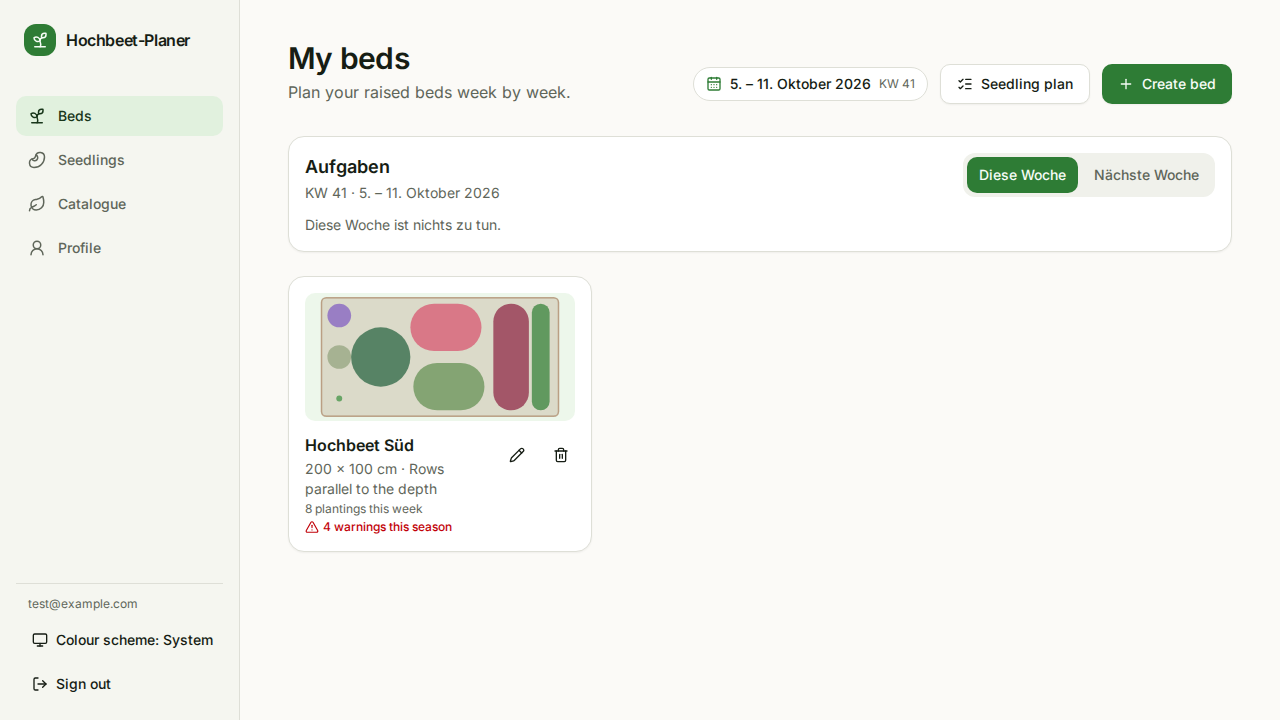 Hochbeet-Planer
Beds
Seedlings
Catalogue
Profile
test@example.com
Colour scheme: System
Sign out
My beds
Plan your raised beds week by week.
5. – 11. Oktober 2026 KW 41
Seedling plan
Create bed
Aufgaben
KW 41 · 5. – 11. Oktober 2026
Diese Woche ist nichts zu tun.
Diese Woche
Nächste Woche
Hochbeet Süd
200 × 100 cm · Rows
parallel to the depth
8 plantings this week
4 warnings this season